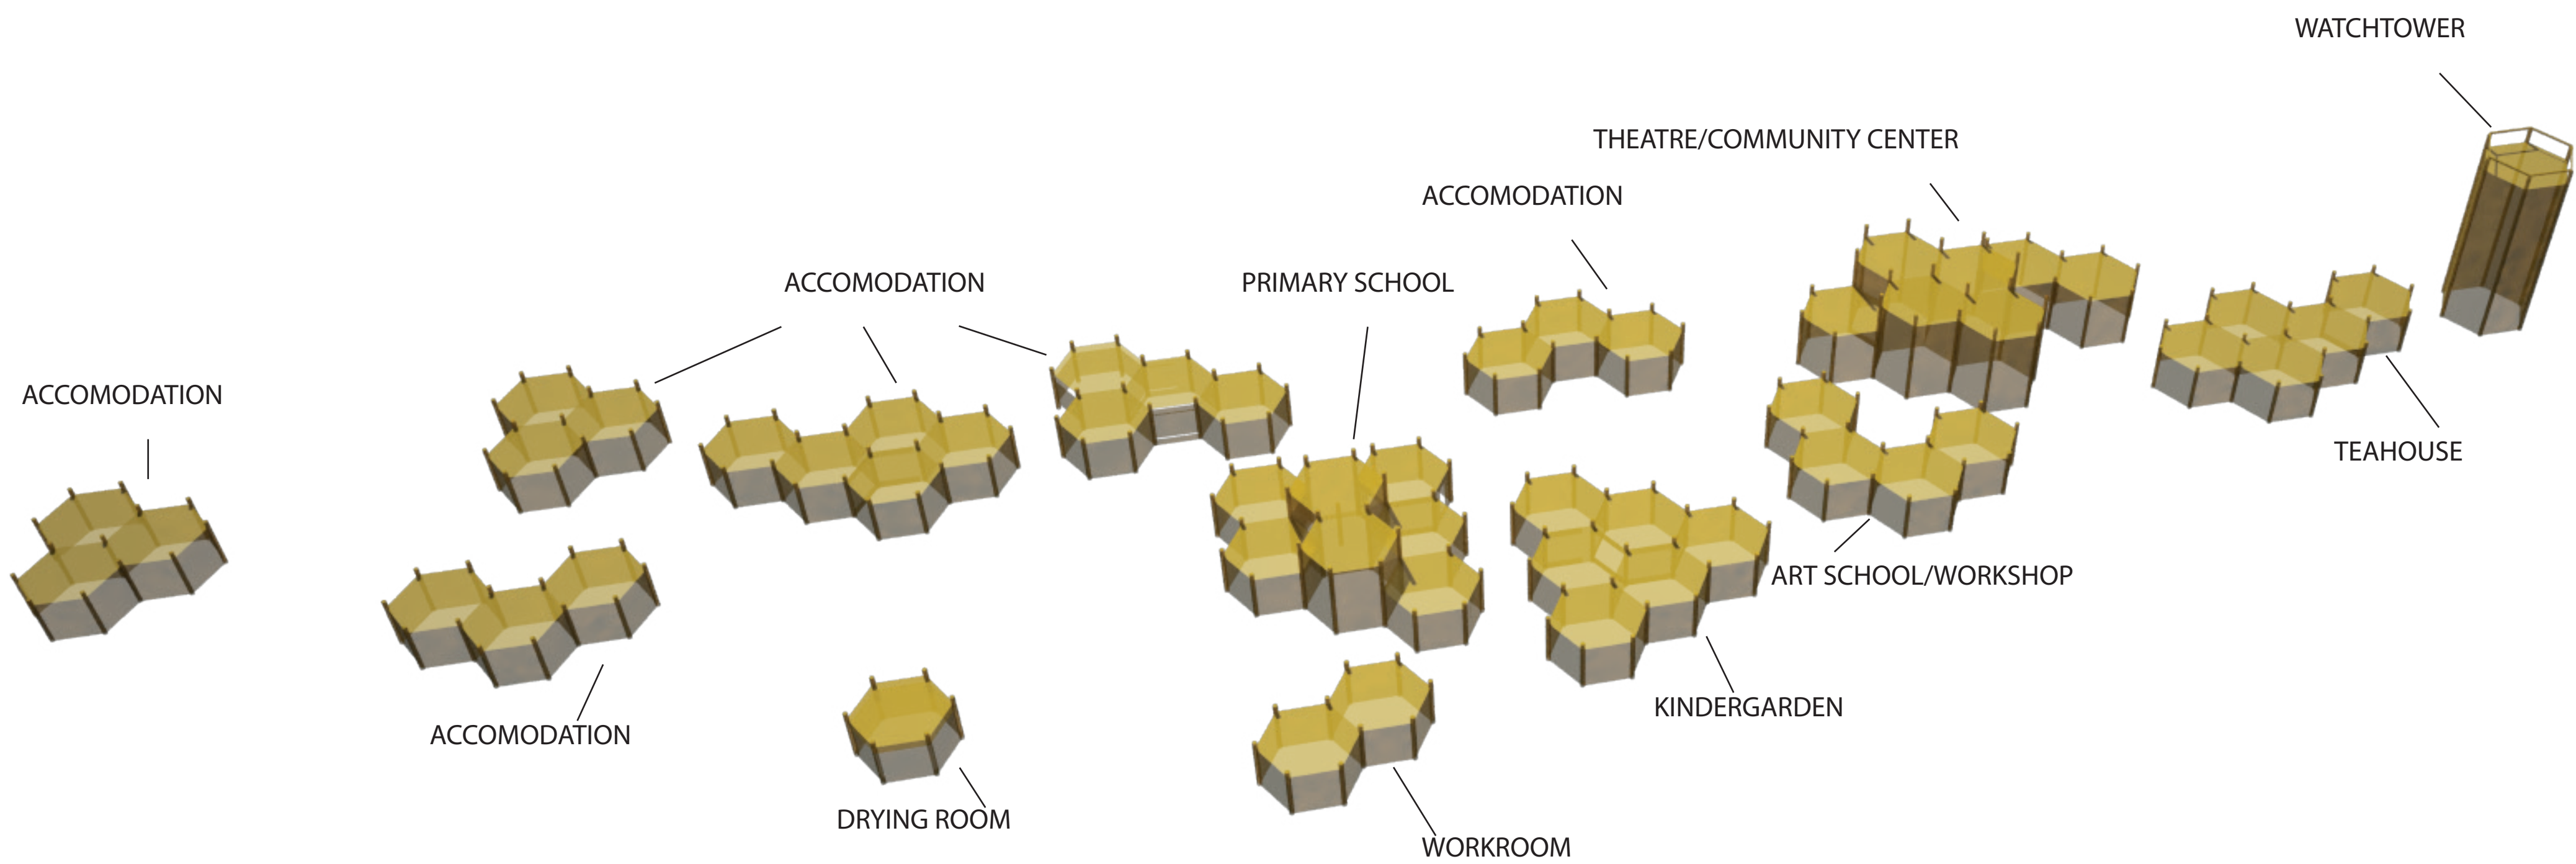 WATCHTOWER
THEATRE/COMMUNITY CENTER
ACCOMODATION
ACCOMODATION
PRIMARY SCHOOL
ACCOMODATION
TEAHOUSE
ART SCHOOL/WORKSHOP
KINDERGARDEN
ACCOMODATION
DRYING ROOM
WORKROOM